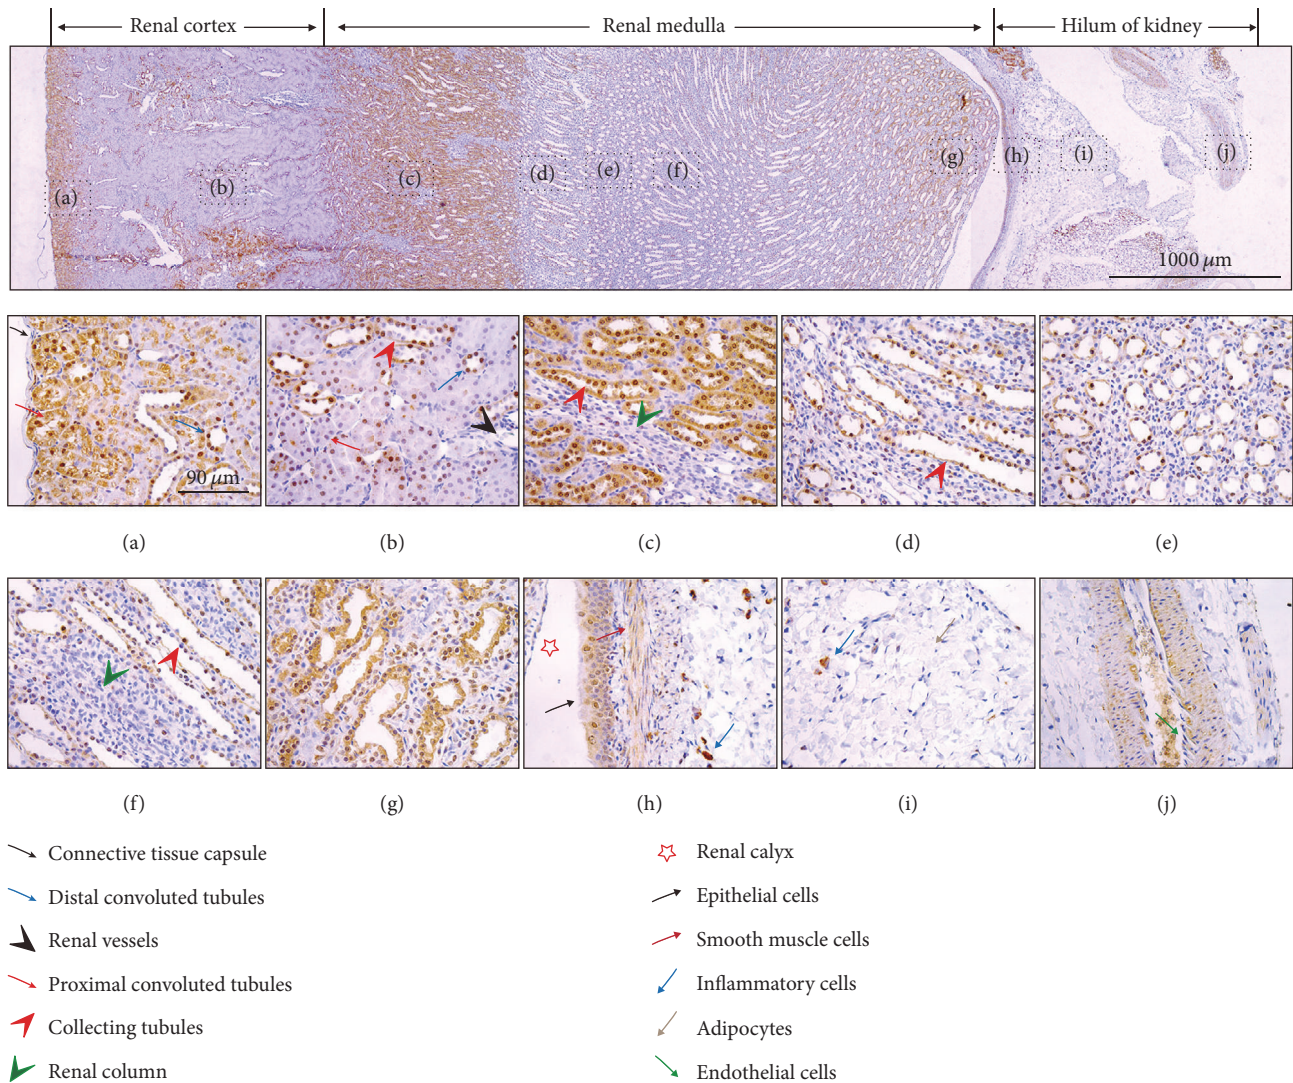 Renal cortex
Renal medulla
Hilum of kidney
(a)
(b)
(c)
(d)
(e)
(f)
(g)
(h)
(i)
(j)
1000 μm
90 μm
(a)
(b)
(c)
(d)
(e)
(f)
(g)
(h)
(i)
(j)
Connective tissue capsule
Distal convoluted tubules
Renal vessels
Proximal convoluted tubules
Collecting tubules
Renal column
Renal calyx
Epithelial cells
Smooth muscle cells
Inflammatory cells
Adipocytes
Endothelial cells